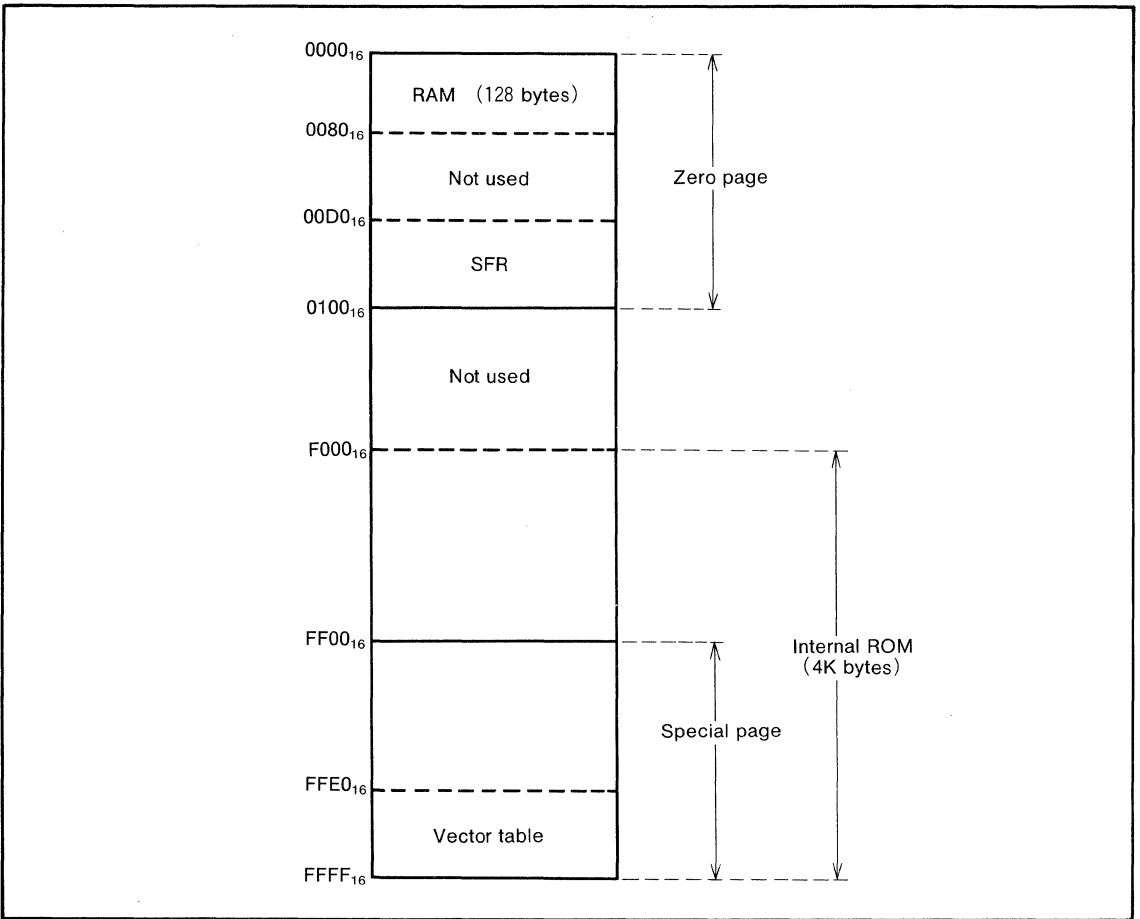 0000₁₆
RAM (128 bytes)
0080₁₆
Not used
Zero page
00D0₁₆
SFR
0100₁₆
Not used
F000₁₆
FF00₁₆
Internal ROM
(4K bytes)
Special page
FFE0₁₆
Vector table
FFFF₁₆